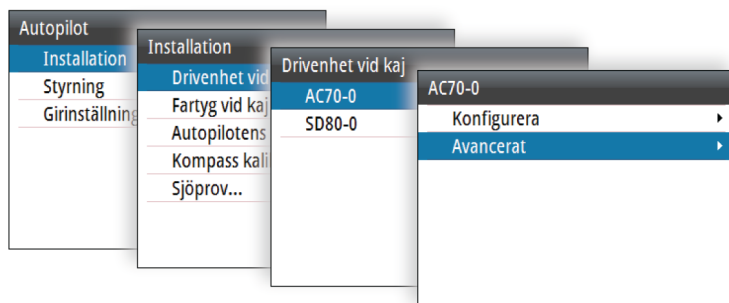 Autopilot
Installation
Styrning
Girinställning
Installation
Drivenhet vid
Fartyg vid kaj
Autopilotens
Kompass kali
Sjöprov...
Drivenhet vid kaj
AC70-0
SD80-0
AC70-0
Konfigurera
Avancerat